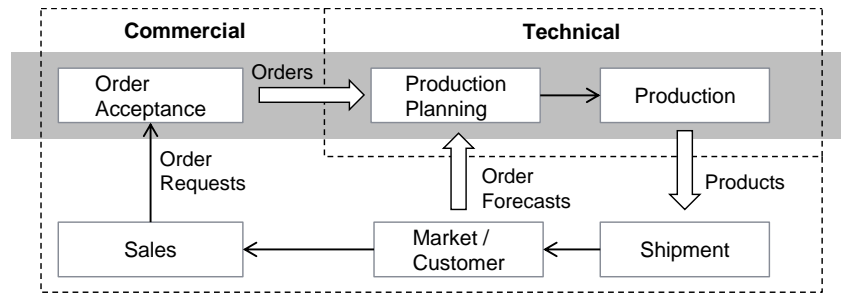 Commercial
Technical
Orders
Order
Acceptance
Production
Planning
Production
Order
Requests
Order
Forecasts
Products
Sales
Market /
Customer
Shipment